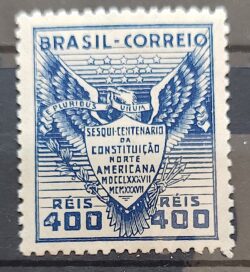 BRASIL-CORREIO
E PLURIBUS UNUM
SESQUI-CENTENARIO
DA
CONSTITUIÇÃO
NORTE
AMERICANA
MDCCLXXXVII
MCMXXXVII
RÉIS RÉIS
400 400